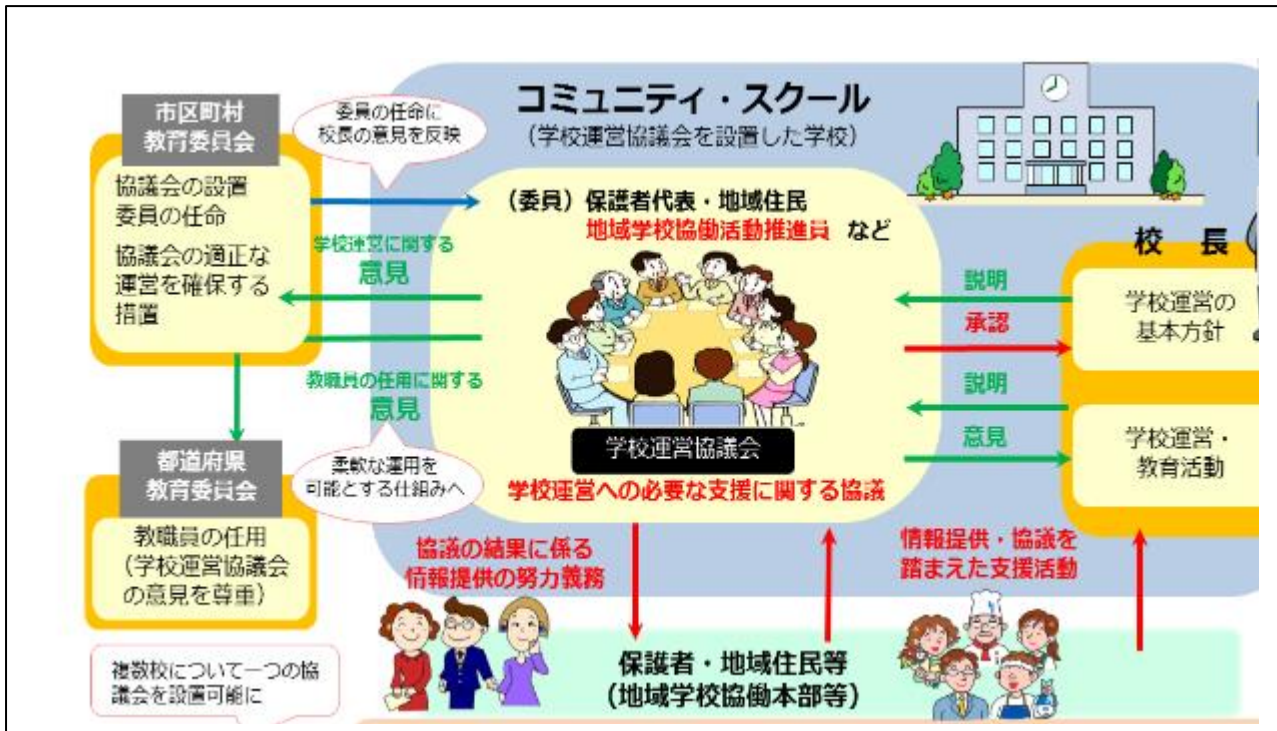 コミュニティ・スクール
(学校運営協議会を設置した学校)
市区町村
教育委員会
協議会の設置
委員の任命
協議会の適正な
運営を確保する
措置
委員の任命に
校長の意見を反映
学校運営に関する
意見
教職員の任用に関する
意見
柔軟な運用を
可能とする仕組みへ
都道府県
教育委員会
教職員の任用
(学校運営協議会
の意見を尊重)
複数校について一つの協
議会を設置可能に
(委員)保護者代表・地域住民
地域学校協働活動推進員 など
学校運営協議会
学校運営への必要な支援に関する協議
説明
承認
説明
意見
校 長
学校運営の
基本方針
学校運営・
教育活動
協議の結果に係る
情報提供の努力義務
情報提供・協議を
踏まえた支援活動
保護者・地域住民等
(地域学校協働本部等)